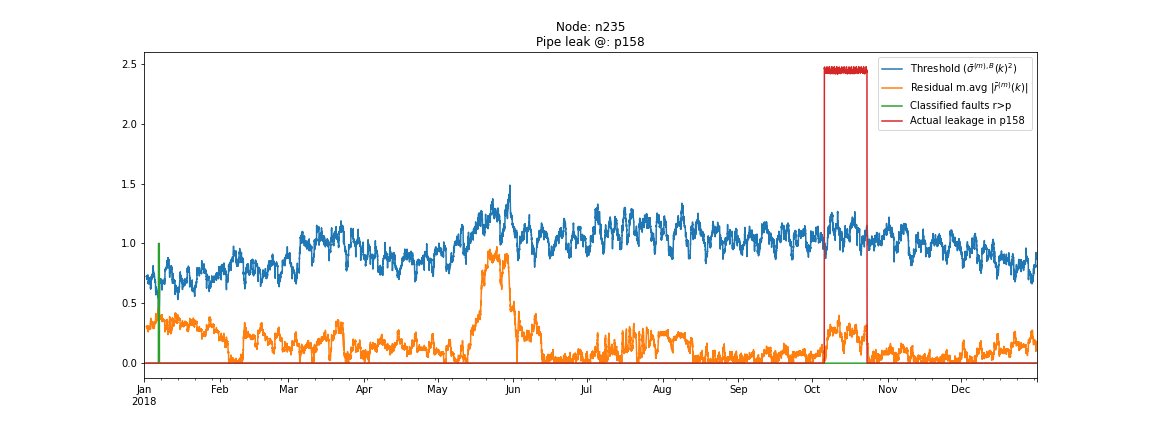 Node: n235
Pipe leak @: p158
2.5
2.0
1.5
1.0
0.5
0.0
Threshold (σ̄⁽ᵐ⁾,ᴮ(k)²)
Residual m.avg |r̄⁽ᵐ⁾(k)|
Classified faults r>p
Actual leakage in p158
Jan Feb Mar Apr May Jun Jul Aug Sep Oct Nov Dec
2018